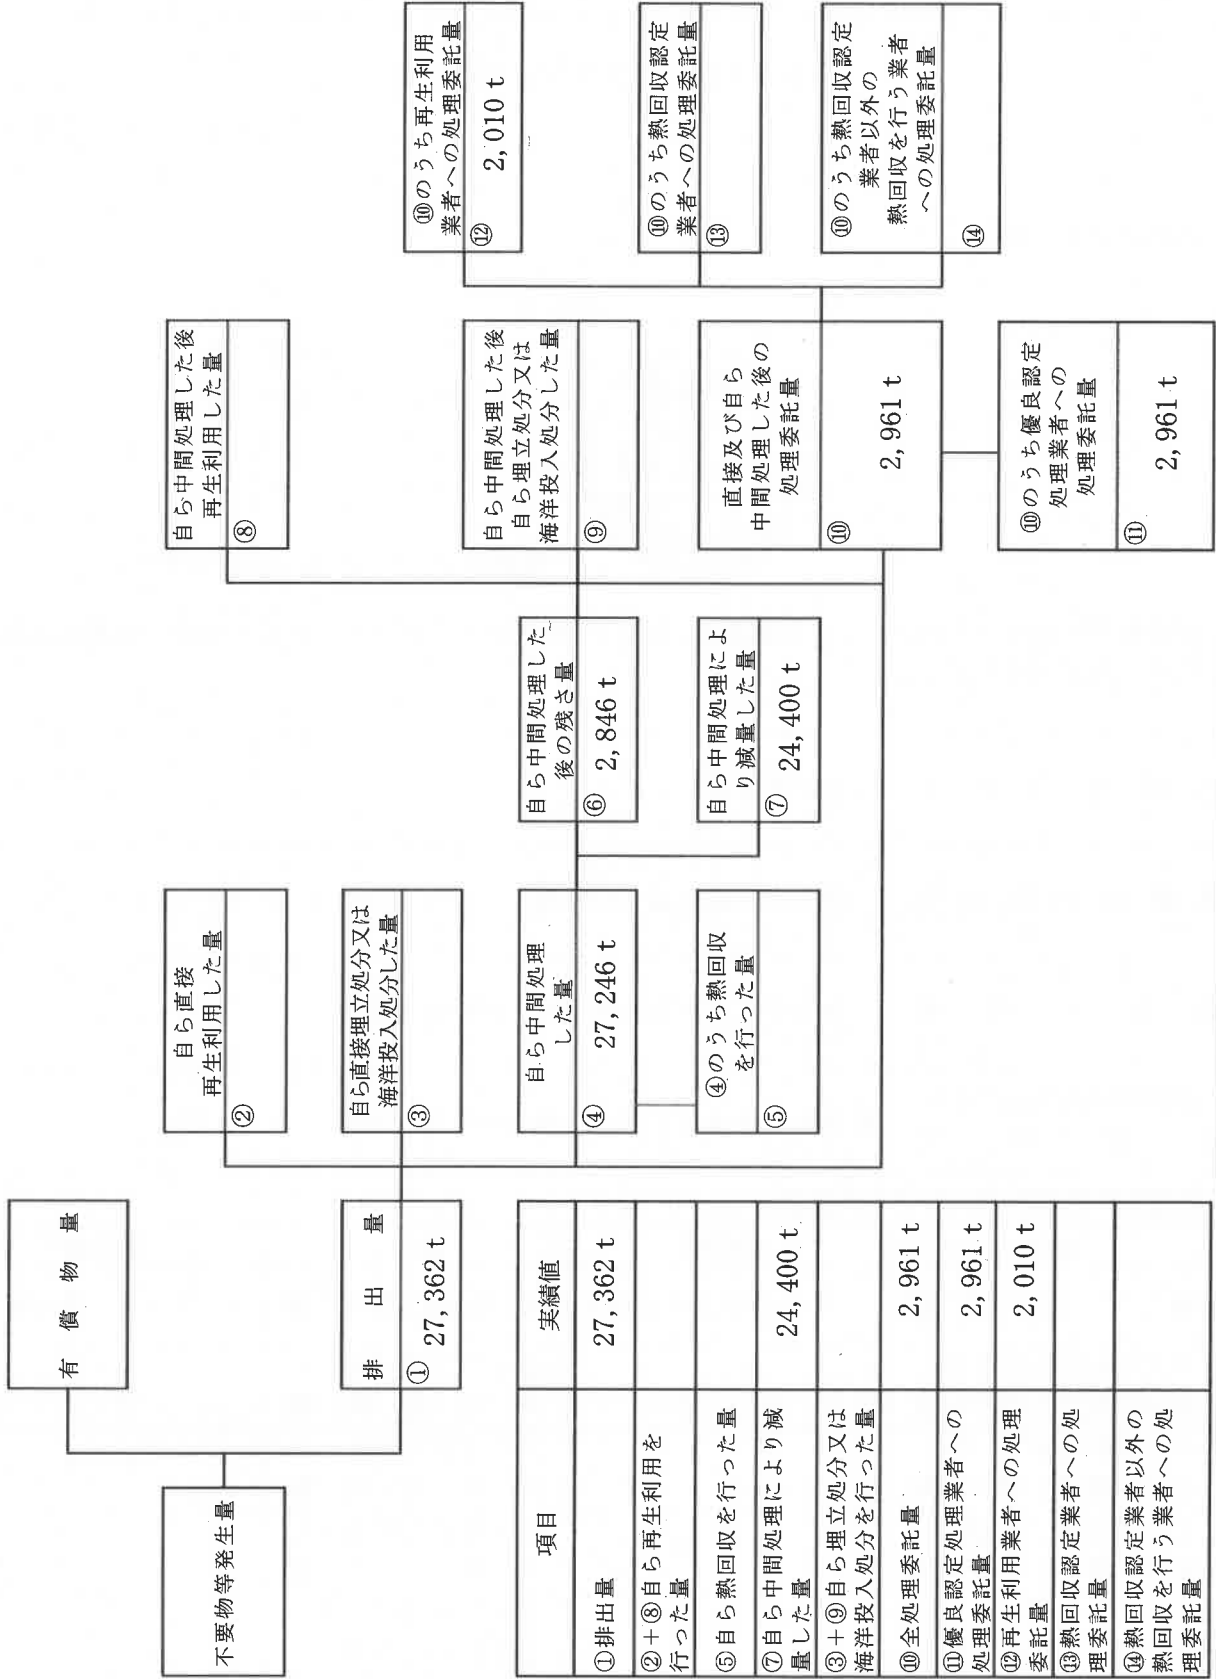 不要物等発生量
有償物量
排出量
① 27,362 t
自ら直接
再生利用した量
②
自ら直接埋立処分又は
海洋投入処分した量
③
自ら中間処理
した量
④ 27,246 t
④のうち熱回収
を行った量
⑤
自ら中間処理した
後の残さ量
⑥ 2,846 t
自ら中間処理によ
り減量した量
⑦ 24,400 t
自ら中間処理した後
再生利用した量
⑧
自ら中間処理した後
自ら埋立処分又は
海洋投入処分した量
⑨
直接及び自ら
中間処理した後の
処理委託量
⑩ 2,961 t
⑩のうち優良認定
処理業者への
処理委託量
⑪ 2,961 t
⑩のうち再生利用
業者への処理委託量
⑫ 2,010 t
⑩のうち熱回収認定
業者への処理委託量
⑬
⑩のうち熱回収認定
業者以外の
熱回収を行う業者
への処理委託量
⑭
項目 実績値
①排出量 27,362 t
②+⑧自ら再生利用を
行った量
⑤自ら熱回収を行った量
⑦自ら中間処理により減
量した量 24,400 t
③+⑨自ら埋立処分又は
海洋投入処分を行った量
⑩全処理委託量 2,961 t
⑪優良認定処理業者への
処理委託量 2,961 t
⑫再生利用業者への処理
委託量 2,010 t
⑬熱回収認定業者への処
理委託量
⑭熱回収認定業者以外の
熱回収を行う業者への処
理委託量